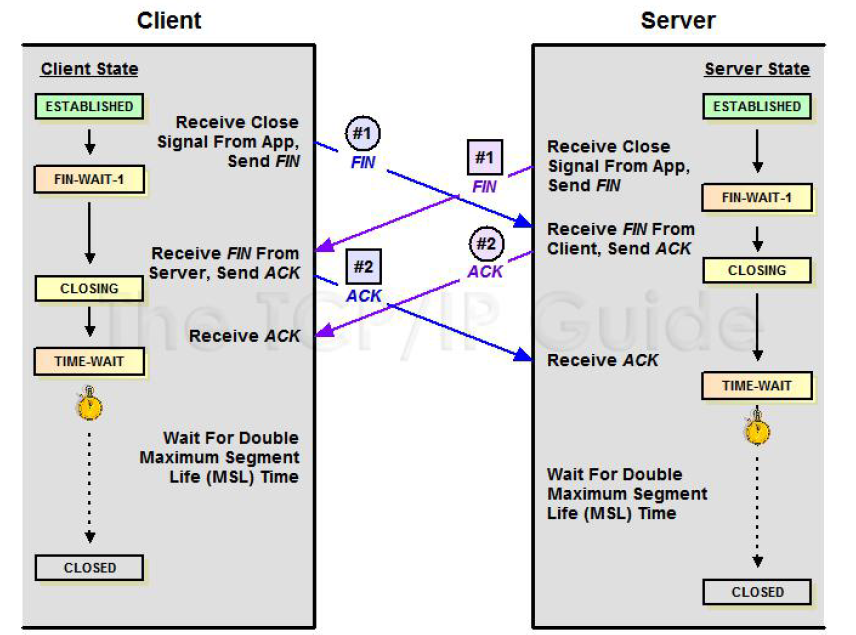 Client
Server
Client State
ESTABLISHED
FIN-WAIT-1
CLOSING
TIME-WAIT
CLOSED
Receive Close
Signal From App,
Send FIN
Receive FIN From
Server, Send ACK
Receive ACK
Wait For Double
Maximum Segment
Life (MSL) Time
#1
FIN
#2
ACK
#1
FIN
#2
ACK
Receive Close
Signal From App,
Send FIN
Receive FIN From
Client, Send ACK
Receive ACK
Wait For Double
Maximum Segment
Life (MSL) Time
Server State
ESTABLISHED
FIN-WAIT-1
CLOSING
TIME-WAIT
CLOSED
The TCP/IP Guide